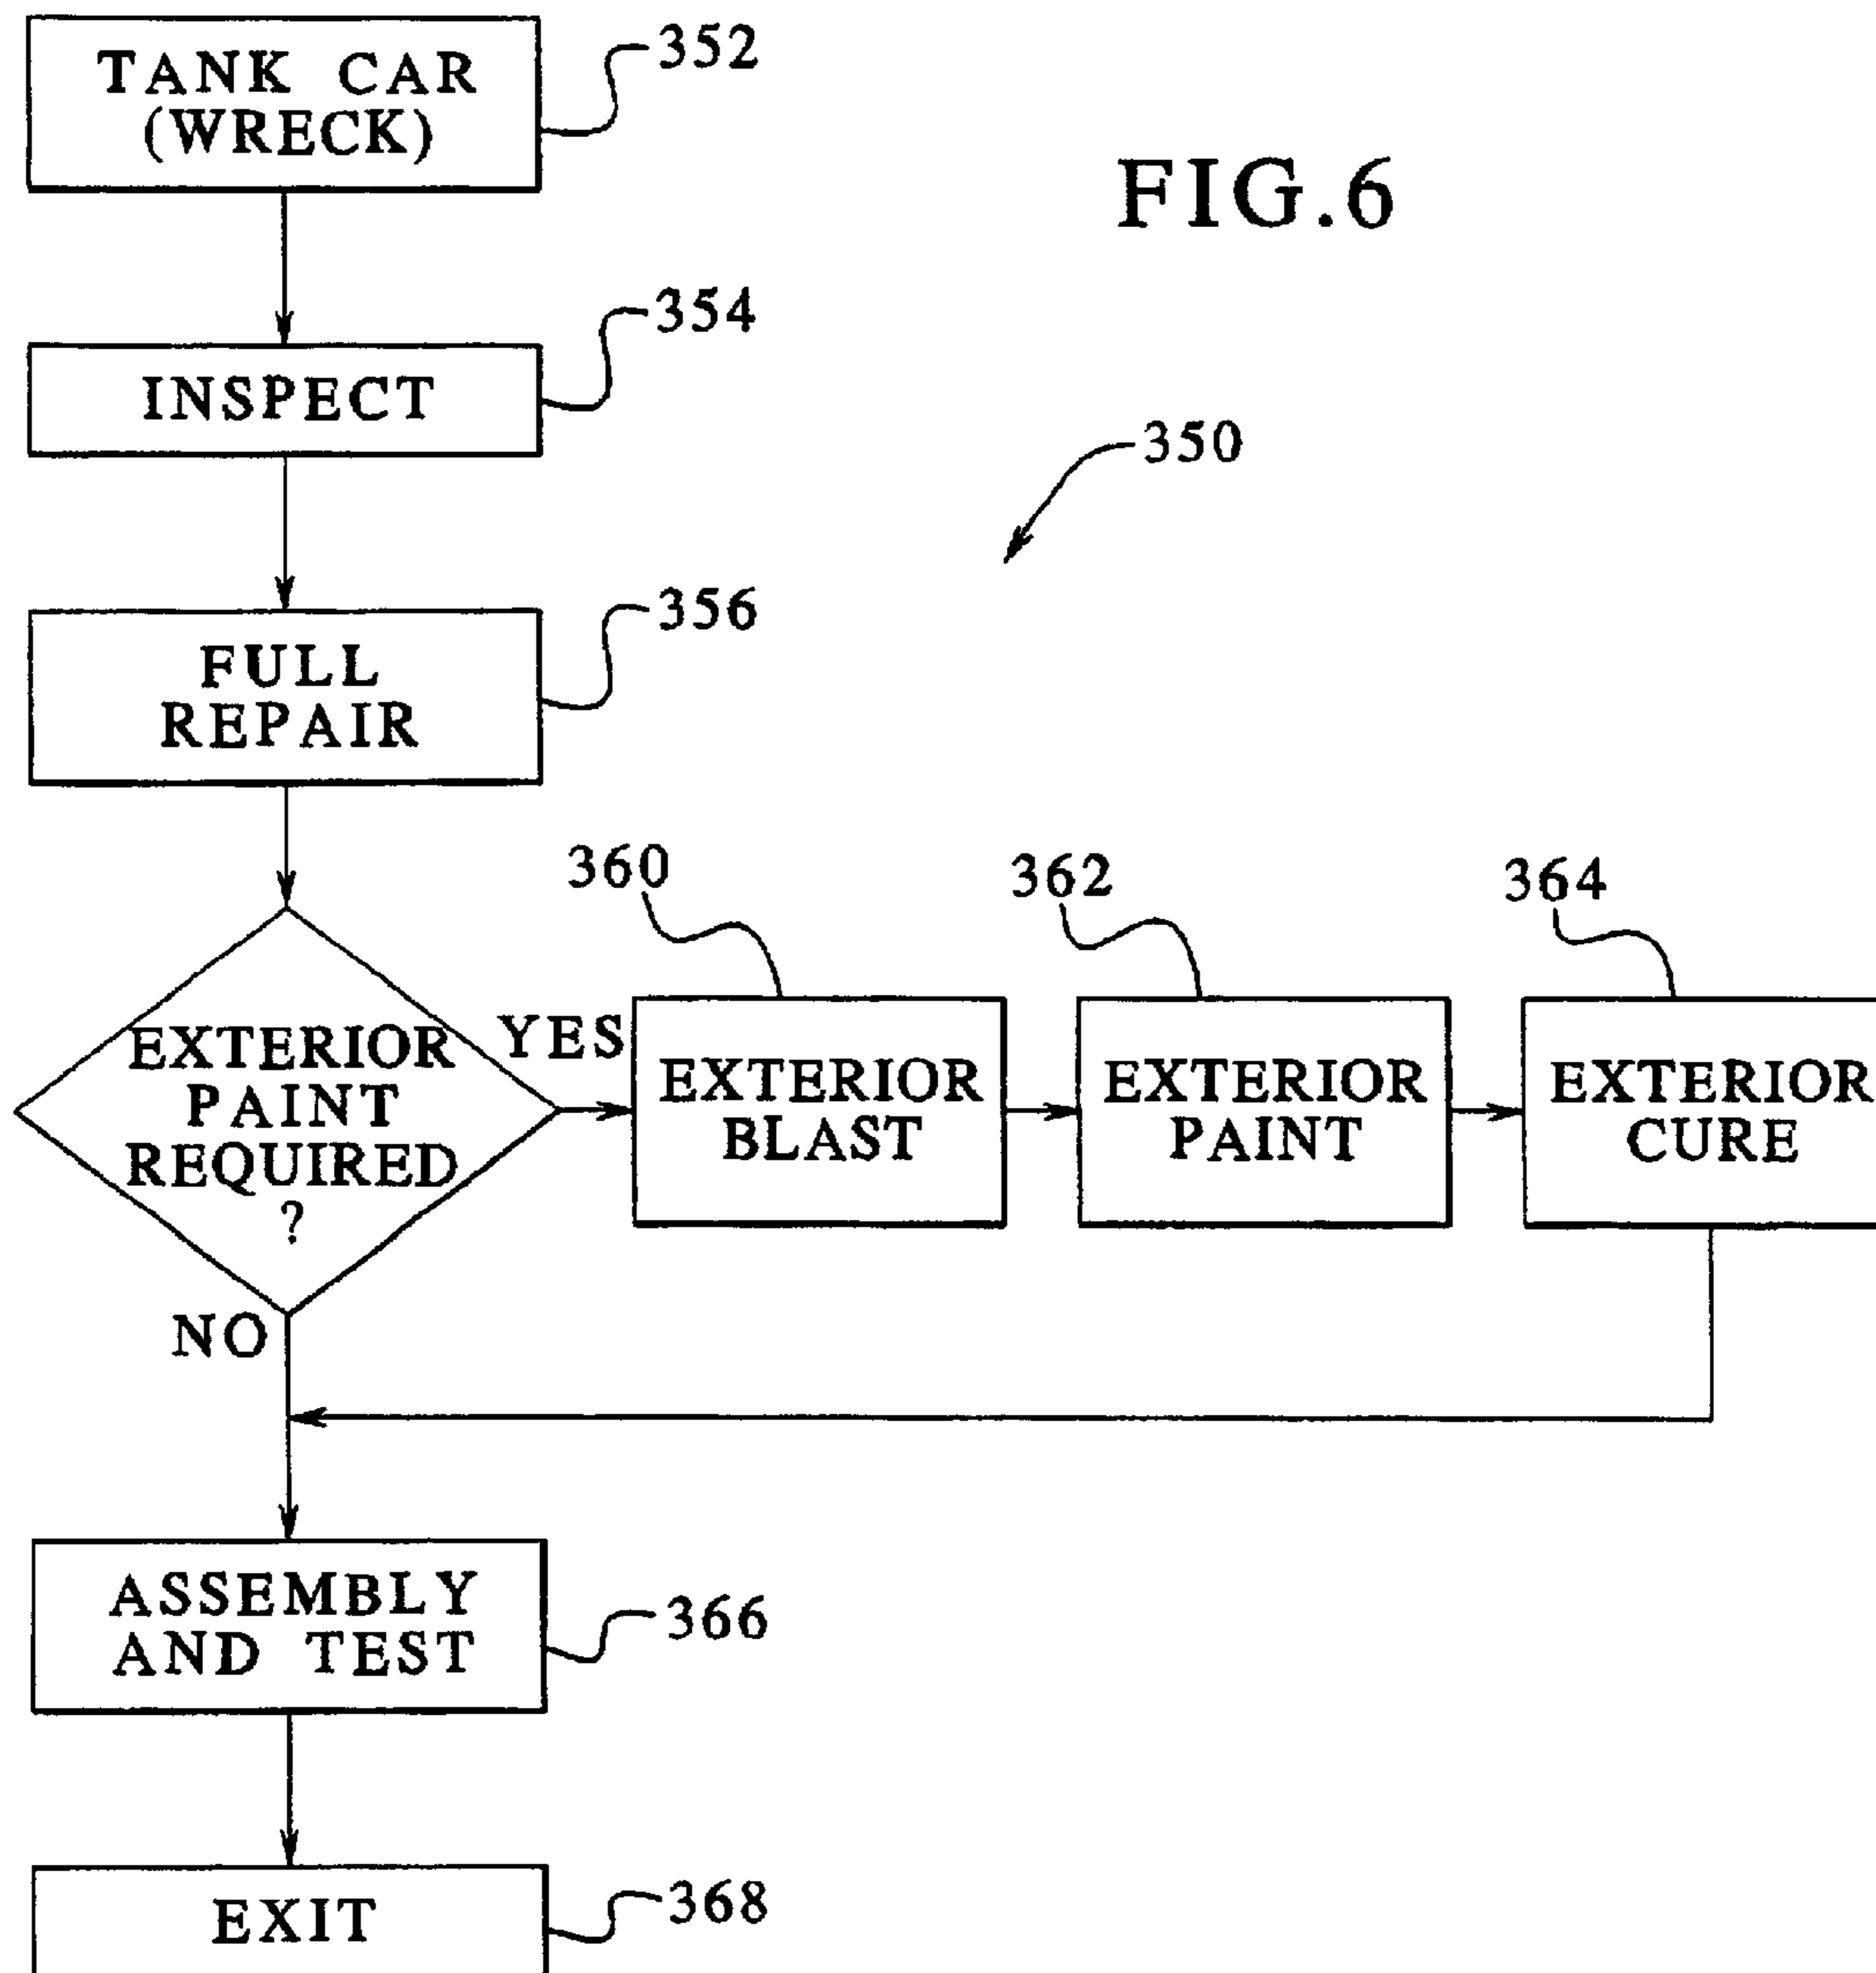 TANK CAR
(WRECK)
352
FIG.6
INSPECT
354
350
FULL
REPAIR
356
EXTERIOR
PAINT
REQUIRED
?
YES
NO
360
EXTERIOR
BLAST
362
EXTERIOR
PAINT
364
EXTERIOR
CURE
ASSEMBLY
AND TEST
366
EXIT
368